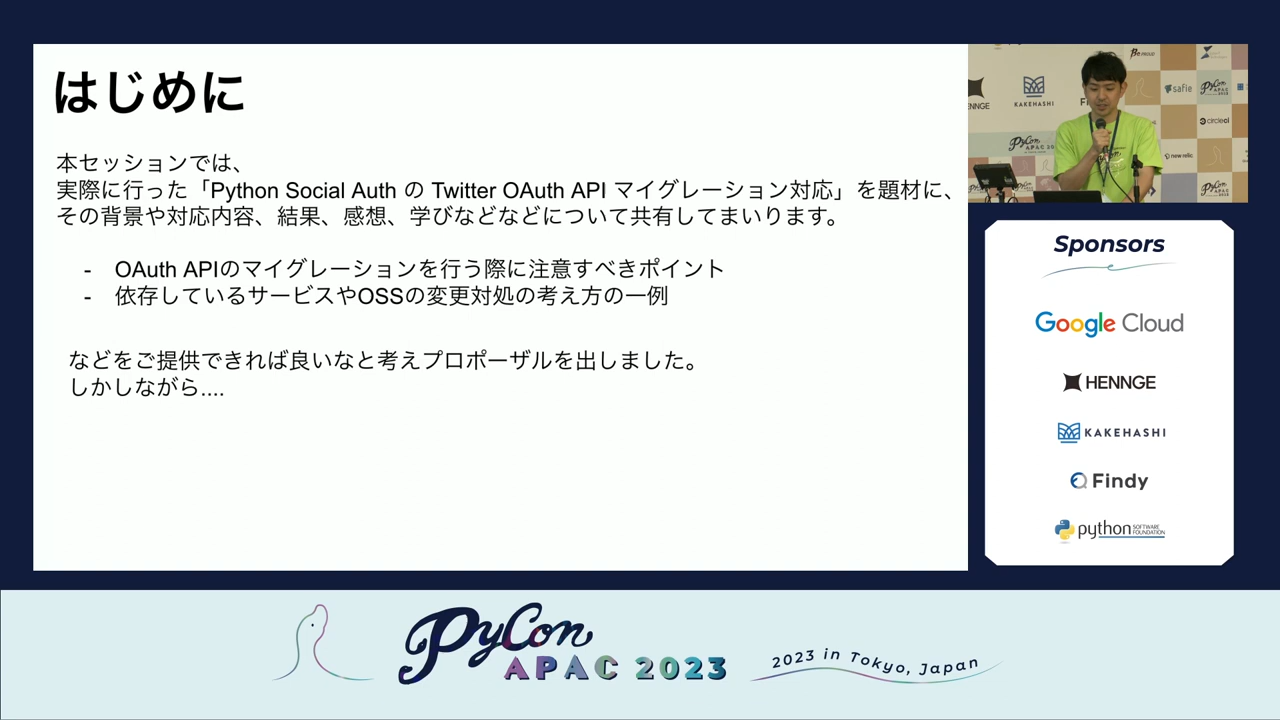 はじめに
本セッションでは、
実際に行った「Python Social Auth の Twitter OAuth API マイグレーション対応」を題材に、
その背景や対応内容、結果、感想、学びなどなどについて共有してまいります。
- OAuth APIのマイグレーションを行う際に注意すべきポイント
- 依存しているサービスやOSSの変更対処の考え方の一例
などをご提供できれば良いなと考えプロポーザルを出しました。
しかしながら....
KAKEHASHI
safie
circleci
new relic
Sponsors
Google Cloud
HENNGE
KAKEHASHI
Findy
python SOFTWARE FOUNDATION
PyCon
APAC 2023
2023 in Tokyo, Japan